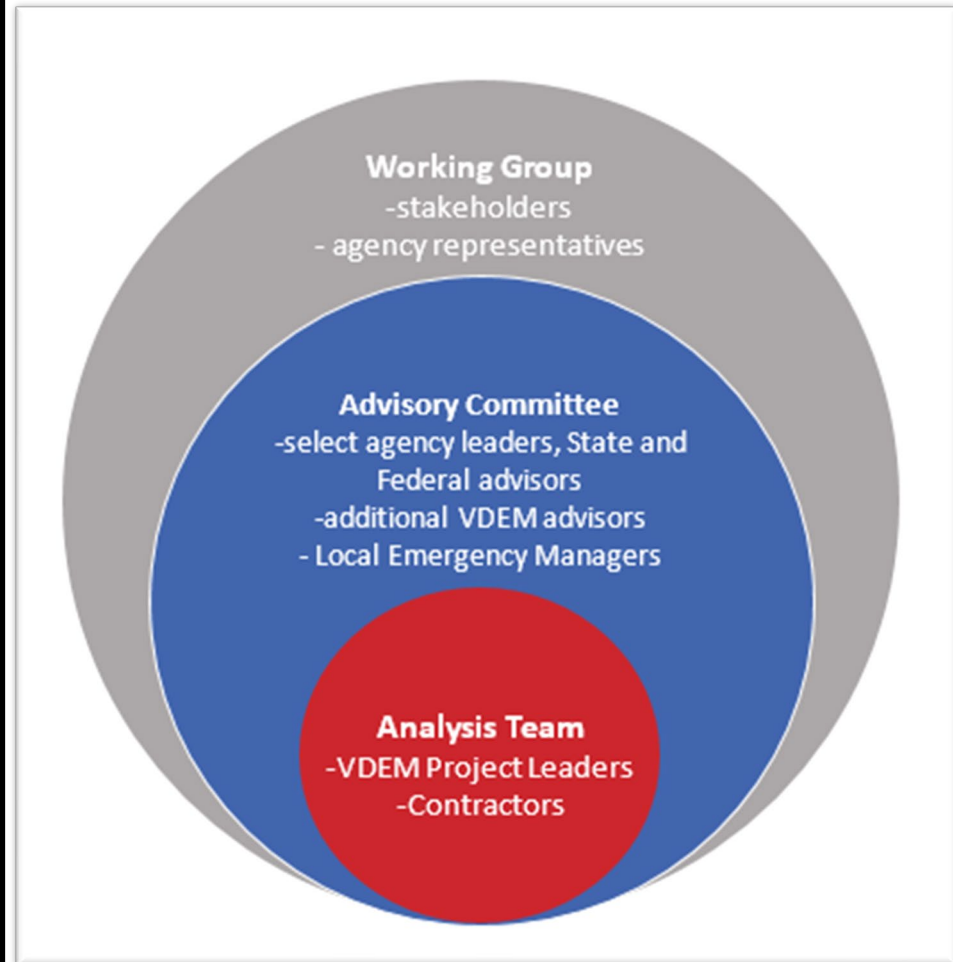 Working Group
-stakeholders
- agency representatives
Advisory Committee
-select agency leaders, State and
Federal advisors
-additional VDEM advisors
- Local Emergency Managers
Analysis Team
-VDEM Project Leaders
-Contractors